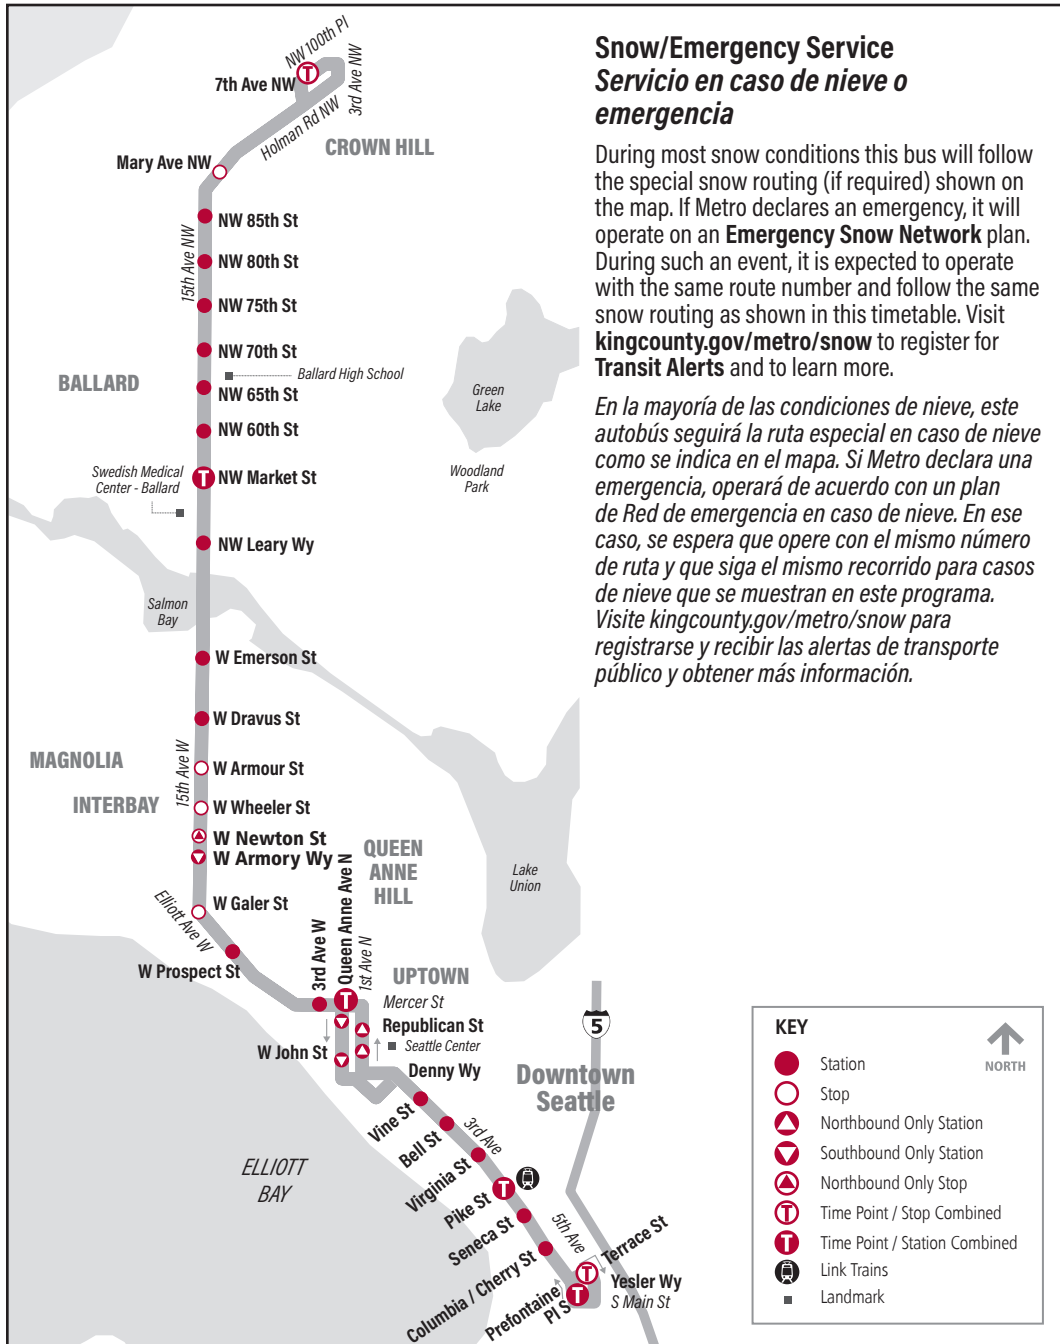 NW 100th Pl
7th Ave NW
3rd Ave NW
Holman Rd NW
CROWN HILL
Mary Ave NW
NW 85th St
15th Ave NW
NW 80th St
NW 75th St
NW 70th St
Ballard High School
BALLARD
NW 65th St
Green
Lake
NW 60th St
Swedish Medical
Center - Ballard
NW Market St
Woodland
Park
NW Leary Wy
Salmon
Bay
W Emerson St
W Dravus St
MAGNOLIA
15th Ave W
W Armour St
INTERBAY
W Wheeler St
W Newton St
W Armory Wy
QUEEN
ANNE
HILL
Lake
Union
W Galer St
Elliott Ave W
W Prospect St
3rd Ave W
Queen Anne Ave N
1st Ave N
UPTOWN
Mercer St
Republican St
Seattle Center
W John St
Denny Wy
5
Downtown
Seattle
Vine St
Bell St
3rd Ave
Virginia St
ELLIOTT
BAY
Pike St
T
Seneca St
5th Ave
Terrace St
Columbia / Cherry St
Yesler Wy
S Main St
Prefontaine
Pl S
Snow/Emergency Service
Servicio en caso de nieve o
emergencia
During most snow conditions this bus will follow
the special snow routing (if required) shown on
the map. If Metro declares an emergency, it will
operate on an Emergency Snow Network plan.
During such an event, it is expected to operate
with the same route number and follow the same
snow routing as shown in this timetable. Visit
kingcounty.gov/metro/snow to register for
Transit Alerts and to learn more.
En la mayoría de las condiciones de nieve, este
autobús seguirá la ruta especial en caso de nieve
como se indica en el mapa. Si Metro declara una
emergencia, operará de acuerdo con un plan
de Red de emergencia en caso de nieve. En ese
caso, se espera que opere con el mismo número
de ruta y que siga el mismo recorrido para casos
de nieve que se muestran en este programa.
Visite kingcounty.gov/metro/snow para
registrarse y recibir las alertas de transporte
público y obtener más información.
KEY
NORTH
Station
Stop
Northbound Only Station
Southbound Only Station
Northbound Only Stop
T Time Point / Stop Combined
T Time Point / Station Combined
Link Trains
Landmark